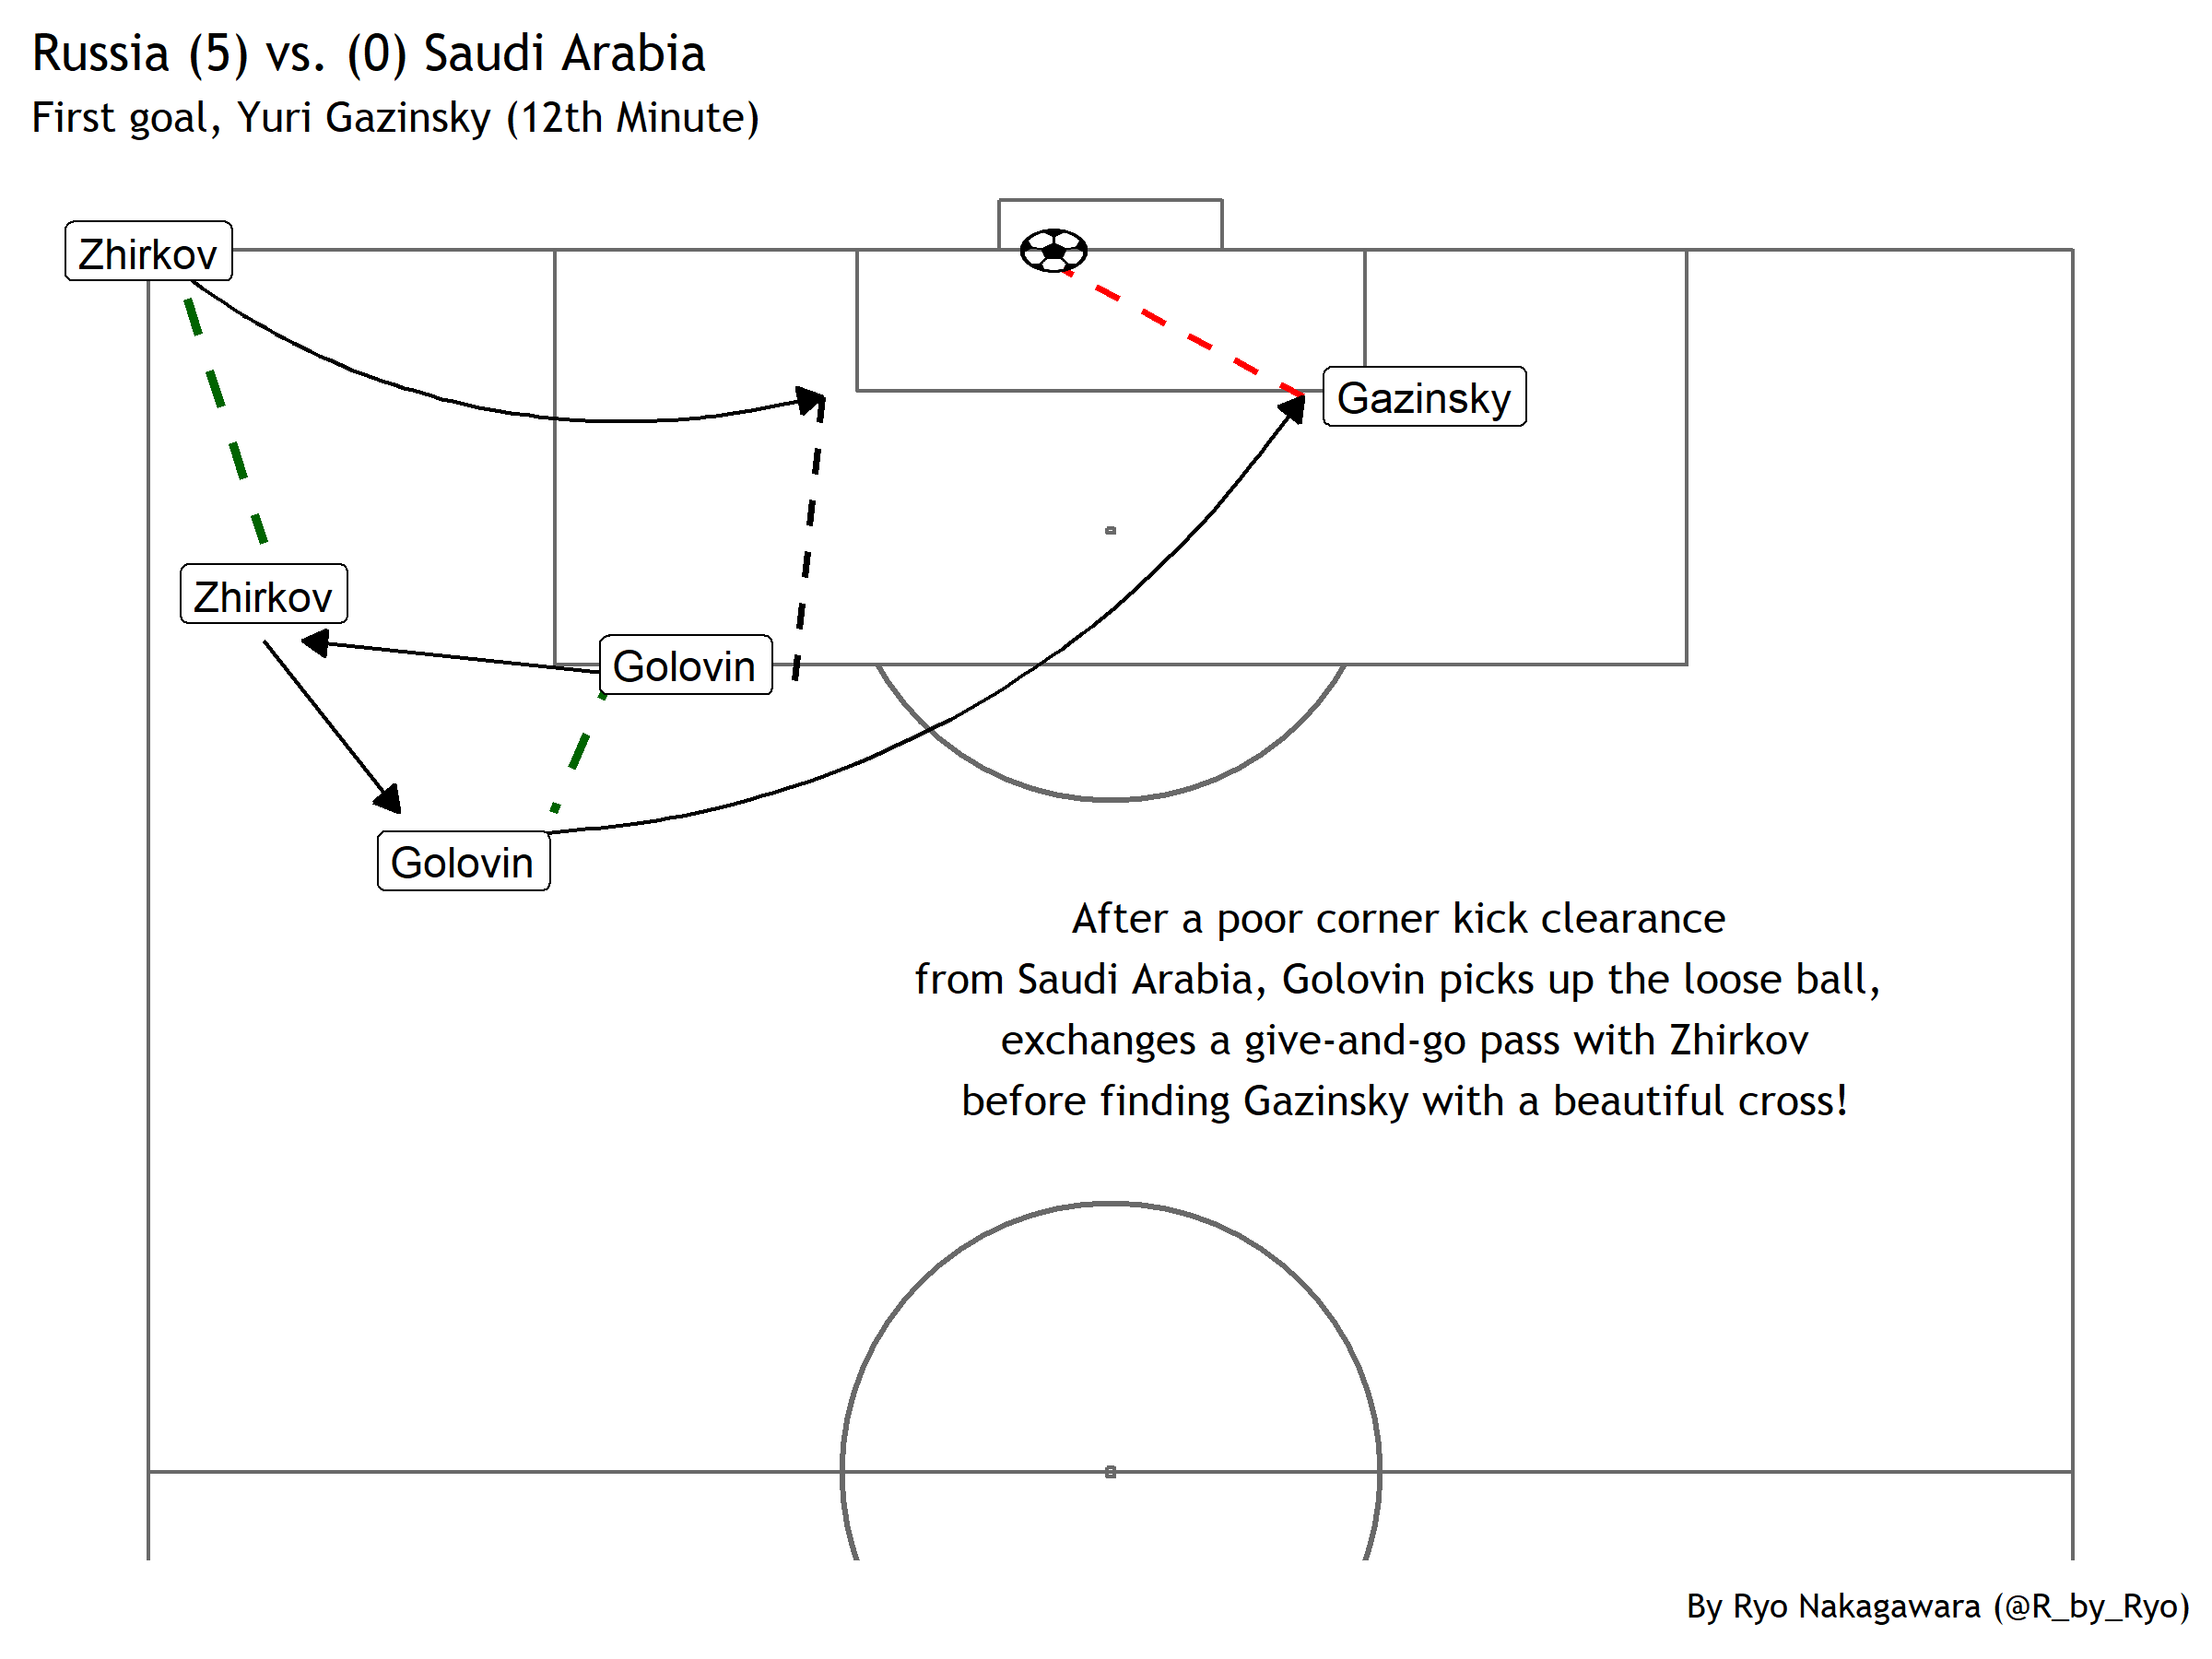 Russia (5) vs. (0) Saudi Arabia
First goal, Yuri Gazinsky (12th Minute)
Zhirkov
Gazinsky
Zhirkov
Golovin
Golovin
After a poor corner kick clearance
from Saudi Arabia, Golovin picks up the loose ball,
exchanges a give-and-go pass with Zhirkov
before finding Gazinsky with a beautiful cross!
By Ryo Nakagawara (@R_by_Ryo)